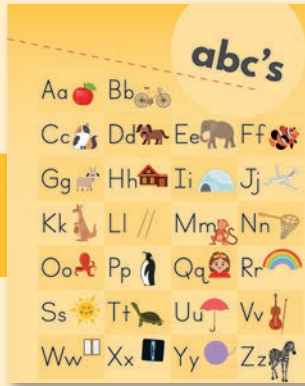 abc's
Aa Bb
Cc Dd Ee Ff
Gg Hh Ii Jj
Kk Ll Mm Nn
Oo Pp Qq Rr
Ss Tt Uu Vv
Ww Xx Yy Zz